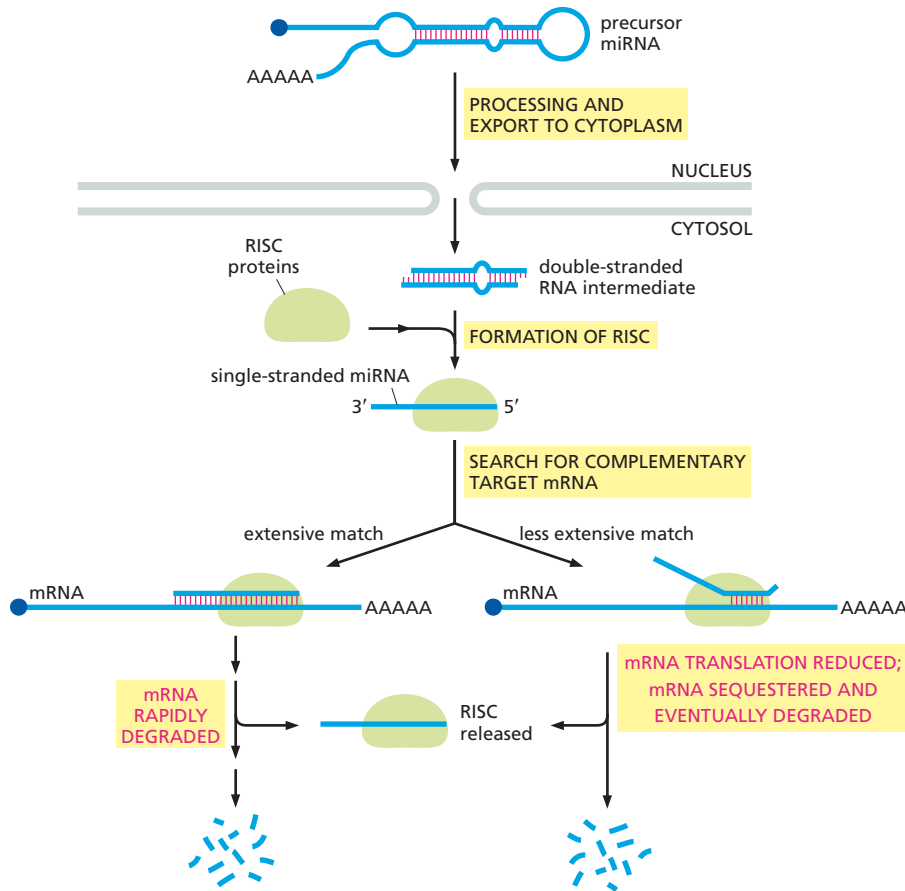 precursor
miRNA
AAAAA
PROCESSING AND
EXPORT TO CYTOPLASM
NUCLEUS
CYTOSOL
RISC
proteins
double-stranded
RNA intermediate
FORMATION OF RISC
single-stranded miRNA
3′ 5′
SEARCH FOR COMPLEMENTARY
TARGET mRNA
extensive match
less extensive match
mRNA
AAAAA
mRNA
AAAAA
mRNA
RAPIDLY
DEGRADED
RISC
released
mRNA TRANSLATION REDUCED;
mRNA SEQUESTERED AND
EVENTUALLY DEGRADED